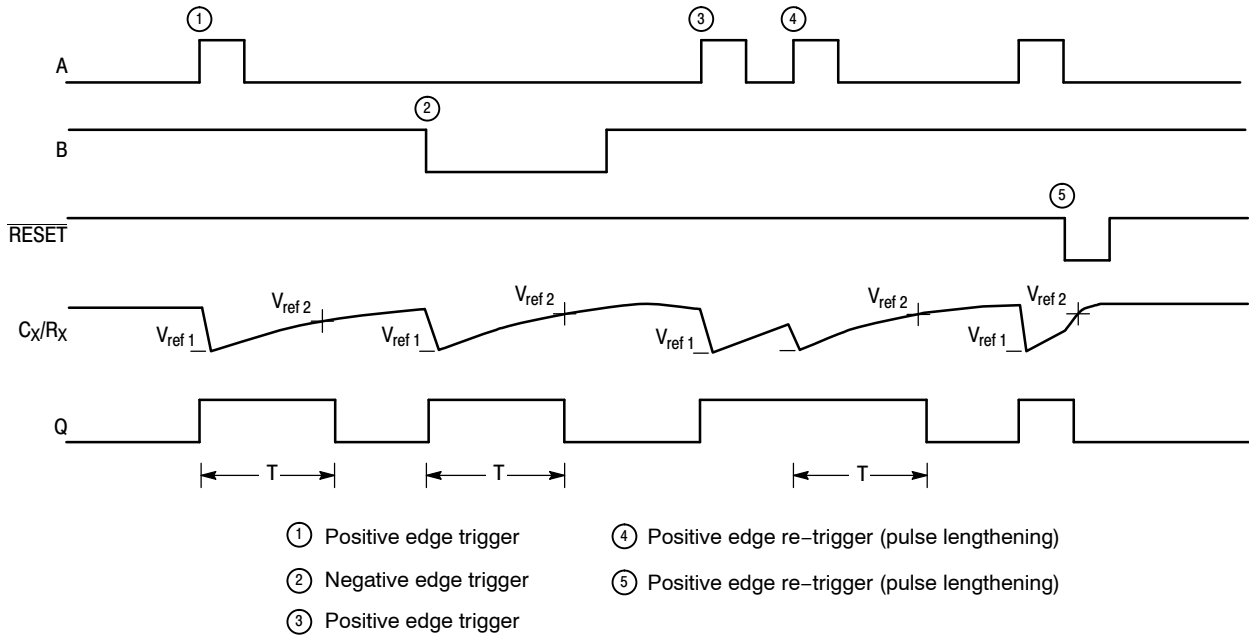 ① ③ ④
A
②
B
⑤
RESET
Vref 2 Vref 2 Vref 2 Vref 2
CX/RX
Vref 1 Vref 1 Vref 1 Vref 1
Q
T T T
① Positive edge trigger
② Negative edge trigger
③ Positive edge trigger
④ Positive edge re−trigger (pulse lengthening)
⑤ Positive edge re−trigger (pulse lengthening)